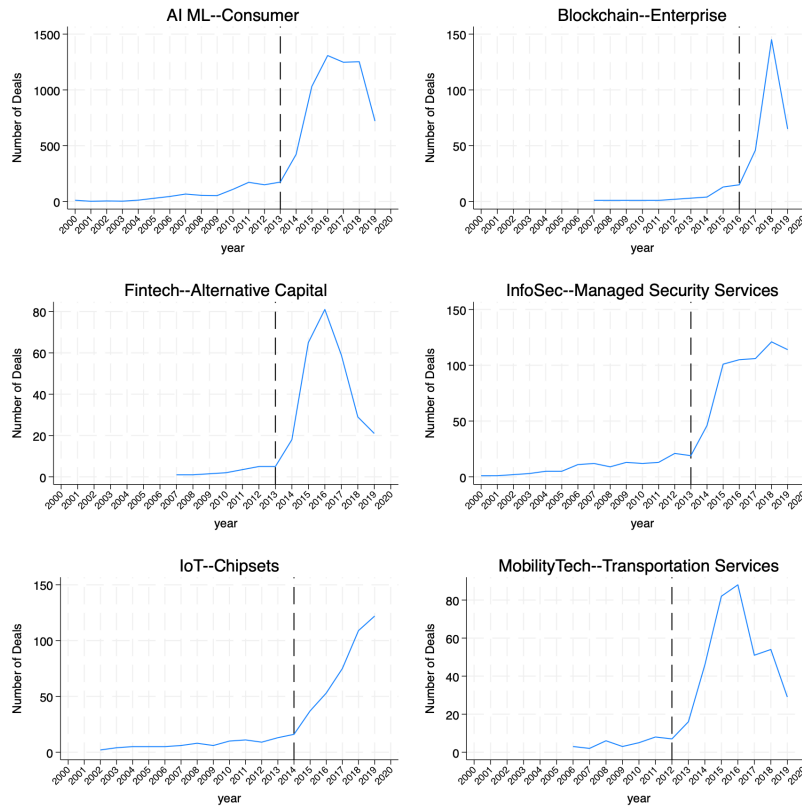 AI ML--Consumer
Number of Deals
1500
1000
500
0
2000 2001 2002 2003 2004 2005 2006 2007 2008 2009 2010 2011 2012 2013 2014 2015 2016 2017 2018 2019 2020
year
Blockchain--Enterprise
Number of Deals
150
100
50
0
2000 2001 2002 2003 2004 2005 2006 2007 2008 2009 2010 2011 2012 2013 2014 2015 2016 2017 2018 2019 2020
year
Fintech--Alternative Capital
Number of Deals
80
60
40
20
0
2000 2001 2002 2003 2004 2005 2006 2007 2008 2009 2010 2011 2012 2013 2014 2015 2016 2017 2018 2019 2020
year
InfoSec--Managed Security Services
Number of Deals
150
100
50
0
2000 2001 2002 2003 2004 2005 2006 2007 2008 2009 2010 2011 2012 2013 2014 2015 2016 2017 2018 2019 2020
year
IoT--Chipsets
Number of Deals
150
100
50
0
2000 2001 2002 2003 2004 2005 2006 2007 2008 2009 2010 2011 2012 2013 2014 2015 2016 2017 2018 2019 2020
year
MobilityTech--Transportation Services
Number of Deals
80
60
40
20
0
2000 2001 2002 2003 2004 2005 2006 2007 2008 2009 2010 2011 2012 2013 2014 2015 2016 2017 2018 2019 2020
year